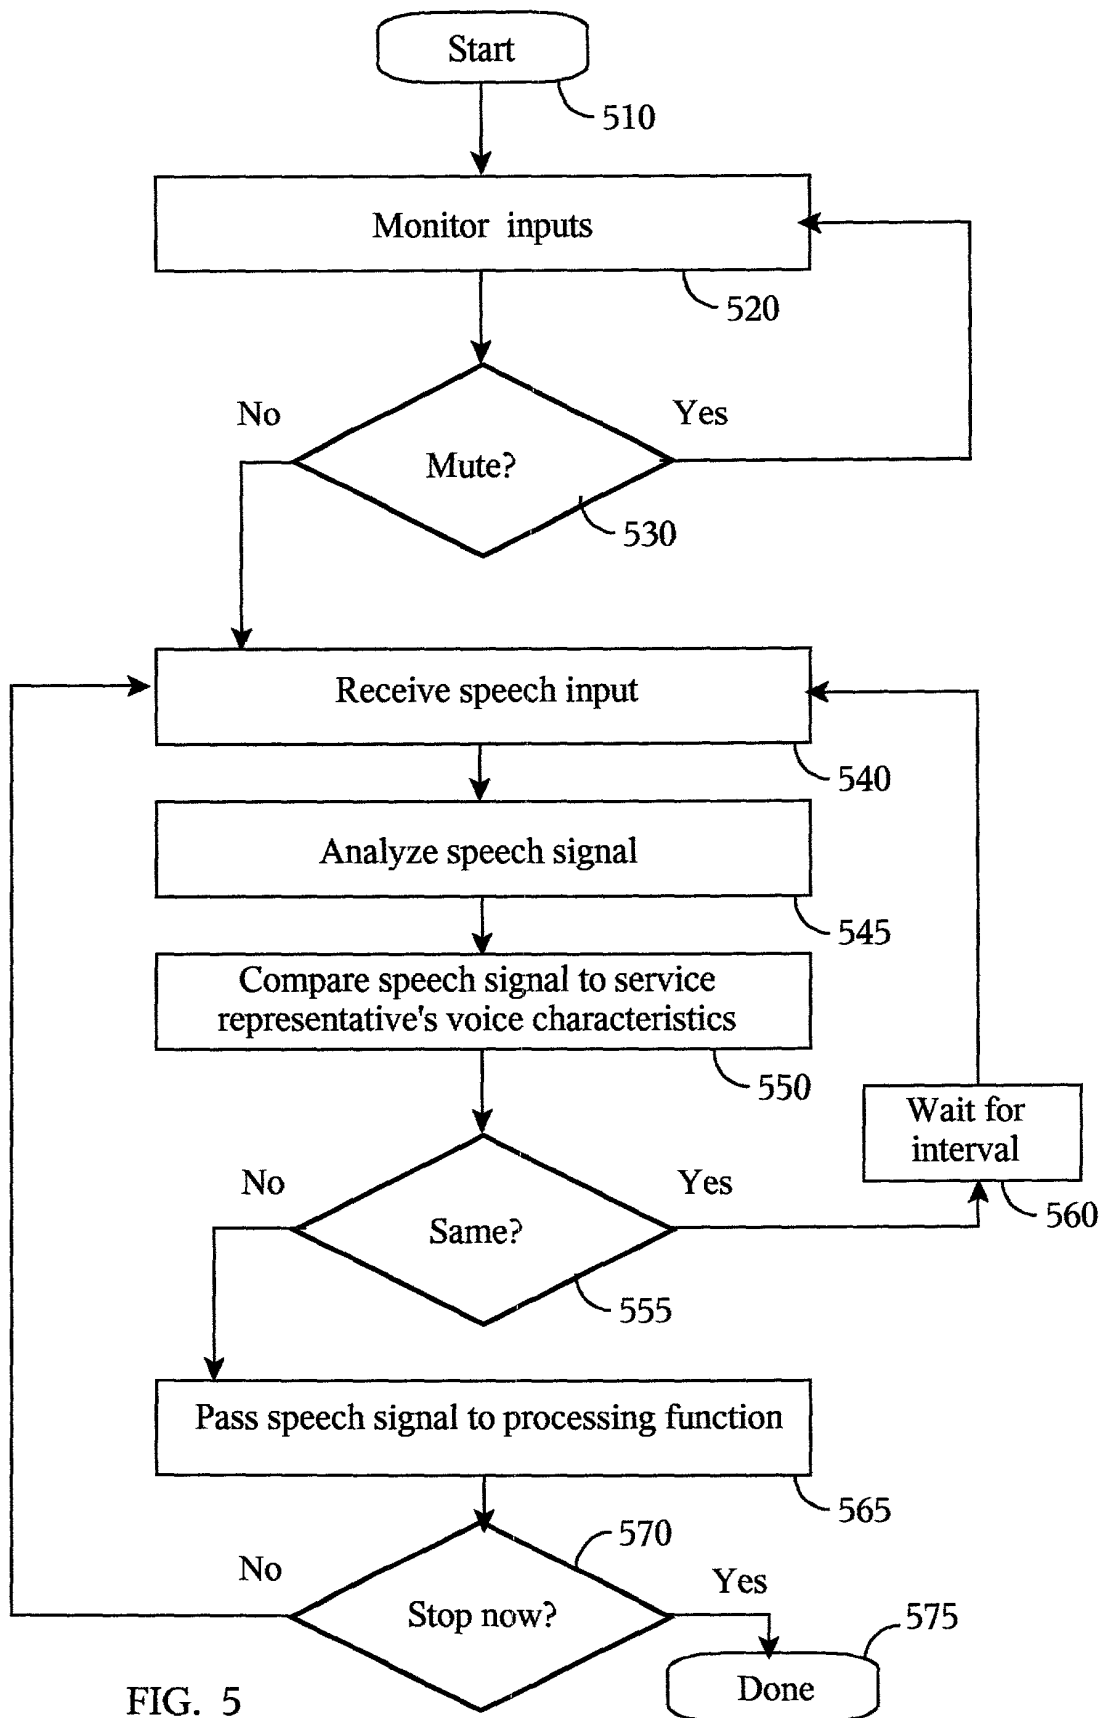 Start
510
Monitor inputs
520
No
Yes
Mute?
530
Receive speech input
540
Analyze speech signal
545
Compare speech signal to service
representative's voice characteristics
550
Wait for
interval
560
No
Yes
Same?
555
Pass speech signal to processing function
565
570
No
Yes
Stop now?
575
Done
FIG. 5